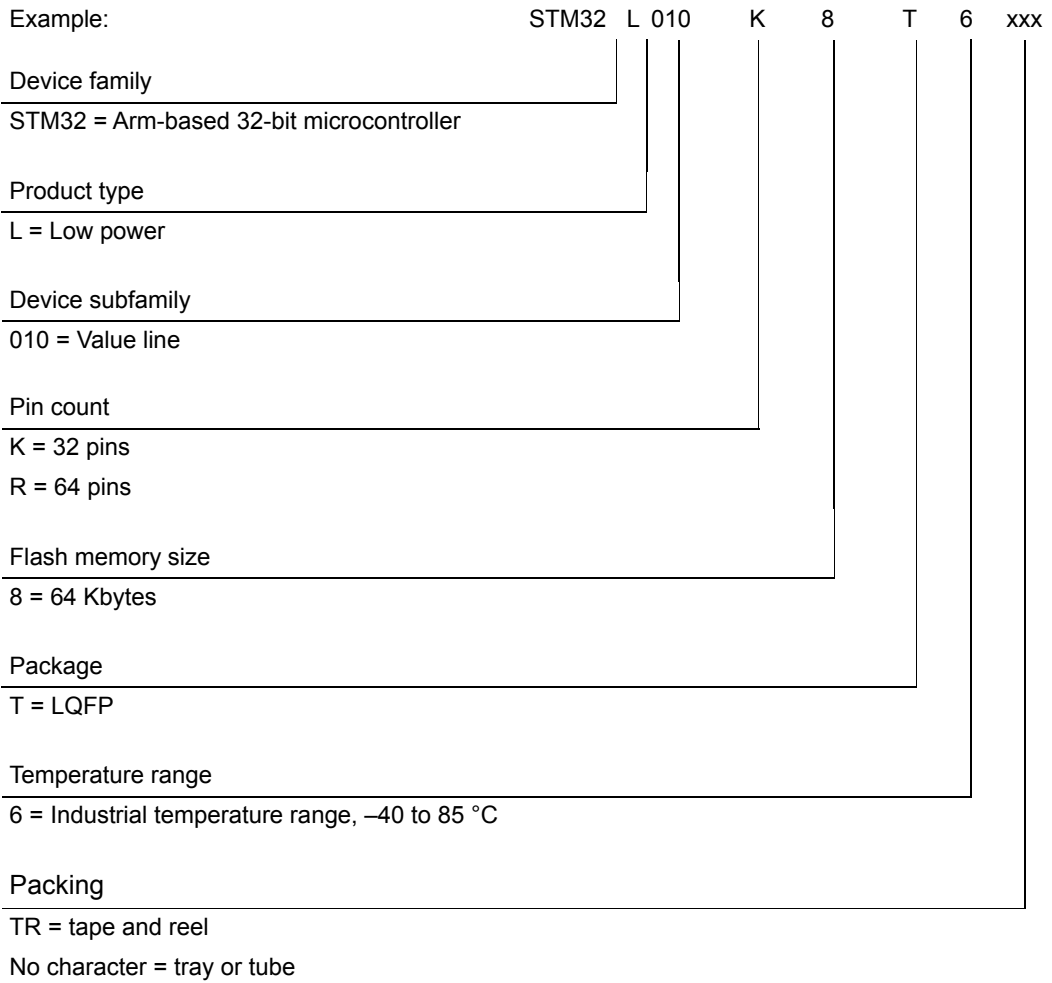 Example: STM32 L 010 K 8 T 6 xxx
Device family
STM32 = Arm-based 32-bit microcontroller
Product type
L = Low power
Device subfamily
010 = Value line
Pin count
K = 32 pins
R = 64 pins
Flash memory size
8 = 64 Kbytes
Package
T = LQFP
Temperature range
6 = Industrial temperature range, –40 to 85 °C
Packing
TR = tape and reel
No character = tray or tube